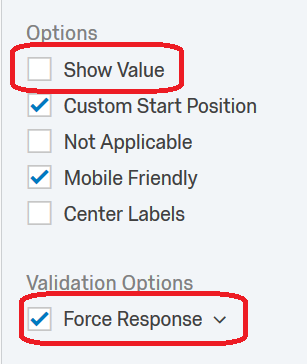 Options
Show Value
Custom Start Position
Not Applicable
Mobile Friendly
Center Labels
Validation Options
Force Response